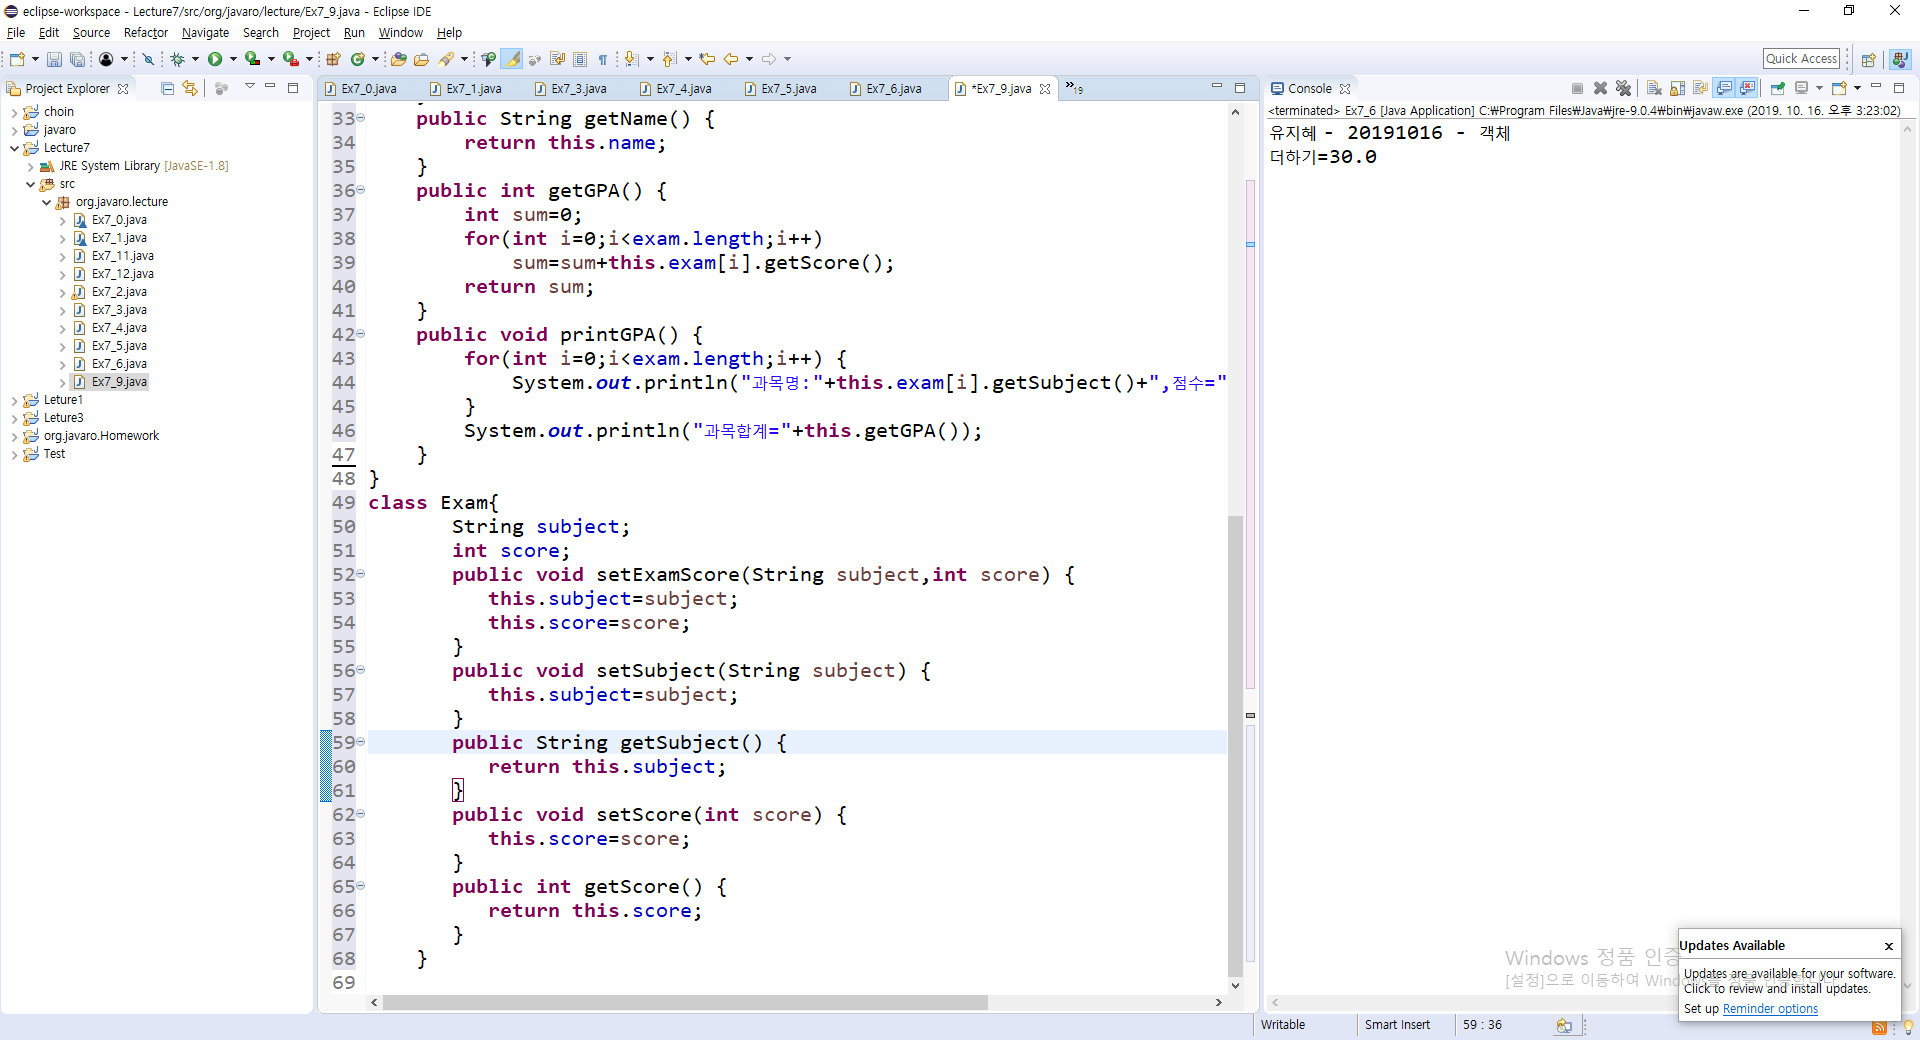 eclipse-workspace - Lecture7/src/org/javaro/lecture/Ex7_9.java - Eclipse IDE
File Edit Source Refactor Navigate Search Project Run Window Help
Quick Access
Project Explorer
choin
javaro
Lecture7
JRE System Library [JavaSE-1.8]
src
org.javaro.lecture
Ex7_0.java
Ex7_1.java
Ex7_11.java
Ex7_12.java
Ex7_2.java
Ex7_3.java
Ex7_4.java
Ex7_5.java
Ex7_6.java
Ex7_9.java
Leture1
Leture3
org.javaro.Homework
Test
Ex7_0.java Ex7_1.java Ex7_3.java Ex7_4.java Ex7_5.java Ex7_6.java *Ex7_9.java »19
33 public String getName() {
34 return this.name;
35 }
36 public int getGPA() {
37 int sum=0;
38 for(int i=0;i<exam.length;i++)
39 sum=sum+this.exam[i].getScore();
40 return sum;
41 }
42 public void printGPA() {
43 for(int i=0;i<exam.length;i++) {
44 System.out.println("과목명:"+this.exam[i].getSubject()+",점수="
45 }
46 System.out.println("과목합계="+this.getGPA());
47 }
48 }
49 class Exam{
50 String subject;
51 int score;
52 public void setExamScore(String subject,int score) {
53 this.subject=subject;
54 this.score=score;
55 }
56 public void setSubject(String subject) {
57 this.subject=subject;
58 }
59 public String getSubject() {
60 return this.subject;
61 }
62 public void setScore(int score) {
63 this.score=score;
64 }
65 public int getScore() {
66 return this.score;
67 }
68 }
69
Console
<terminated> Ex7_6 [Java Application] C:₩Program Files₩Java₩jre-9.0.4₩bin₩javaw.exe (2019. 10. 16. 오후 3:23:02)
유지혜 - 20191016 - 객체
더하기=30.0
Windows 정품 인증
[설정]으로 이동하여 Windows를 정품 인증합니다.
Updates Available
Updates are available for your software.
Click to review and install updates.
Set up Reminder options
Writable Smart Insert 59 : 36